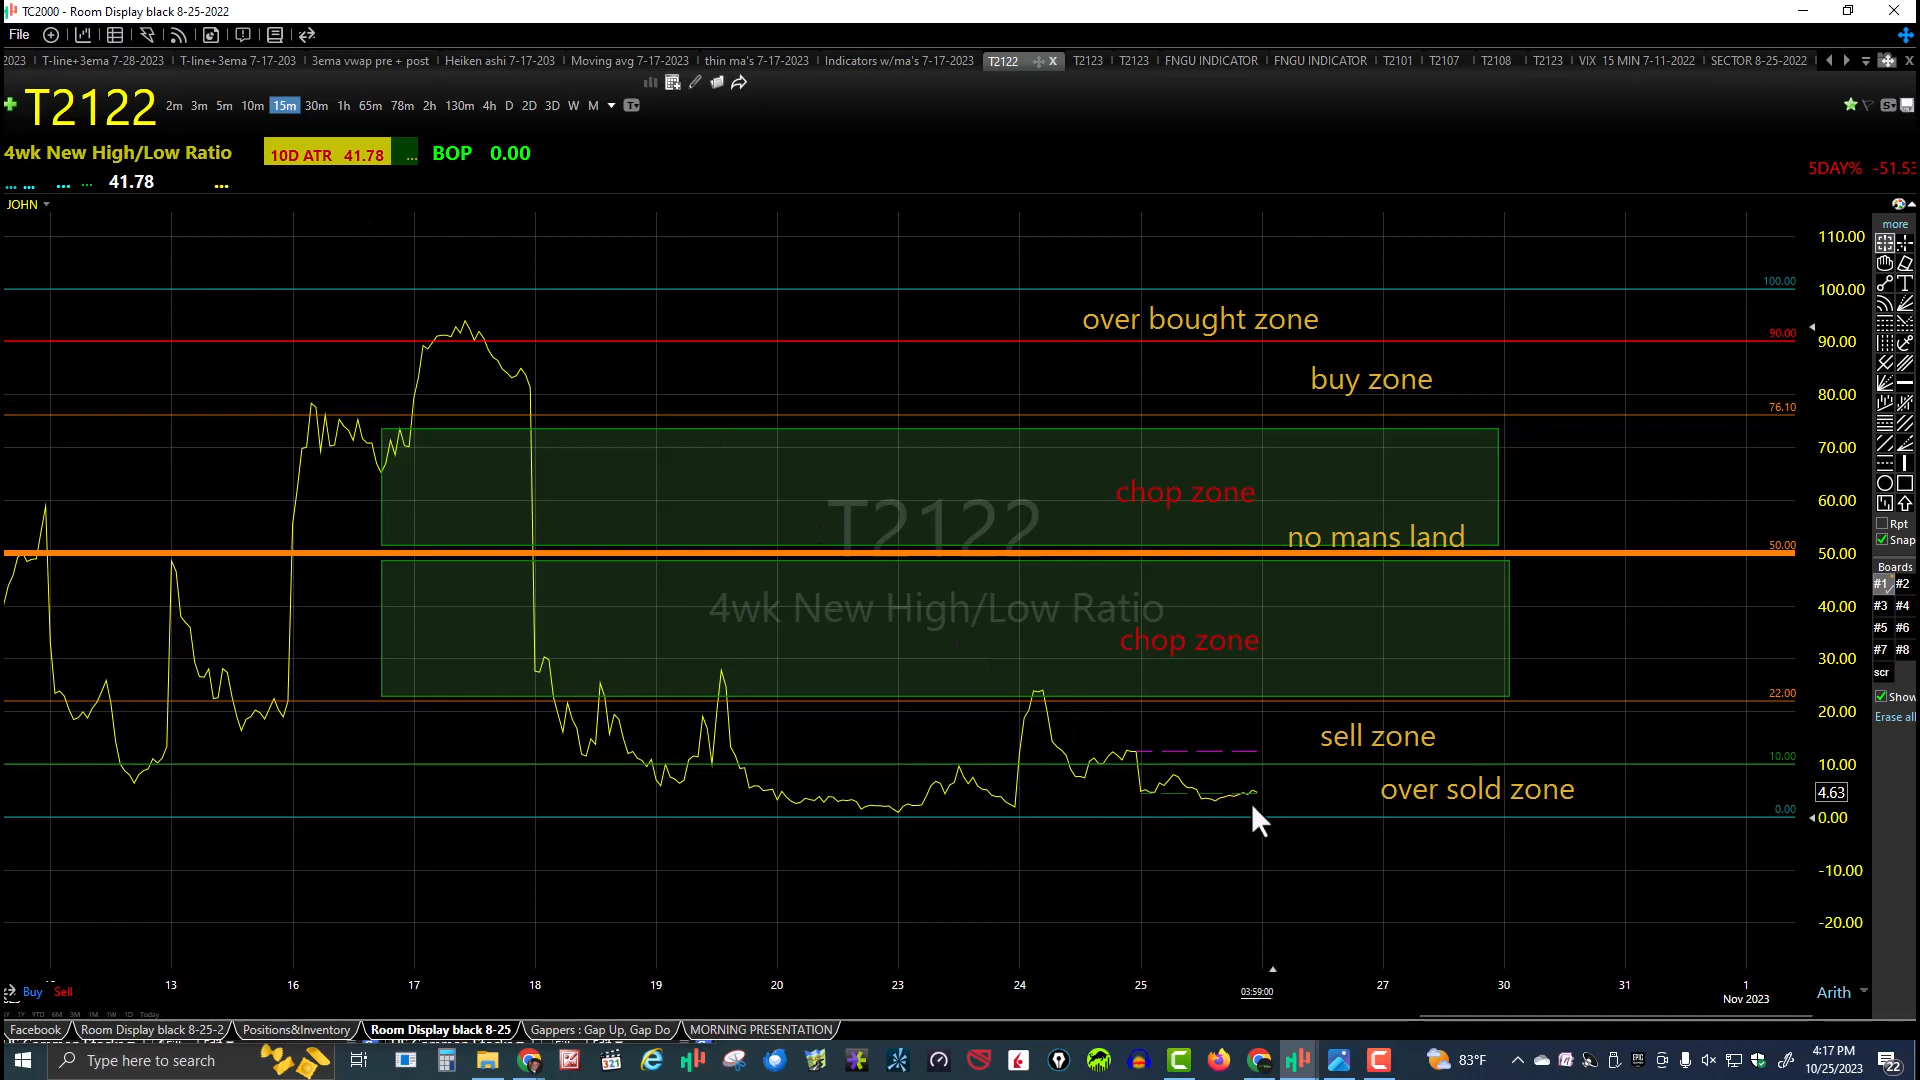 TC2000 - Room Display black 8-25-2022
File
2023 T-line+3ema 7-28-2023 T-line+3ema 7-17-203 3ema vwap pre + post Heiken ashi 7-17-203 Moving avg 7-17-2023 thin ma's 7-17-2023 Indicators w/ma's 7-17-2023 T2122 X T2123 T2123 FNGU INDICATOR FNGU INDICATOR T2101 T2107 T2108 T2123 VIX 15 MIN 7-11-2022 SECTOR 8-25-2022
T2122 2m 3m 5m 10m 15m 30m 1h 65m 78m 2h 130m 4h D 2D 3D W M
4wk New High/Low Ratio 10D ATR 41.78 ... BOP 0.00
5DAY% -51.53
... ... ... ... 41.78 ...
JOHN
more
110.00
100.00 100.00
over bought zone
90.00 90.00
buy zone
80.00
76.10
70.00
chop zone
60.00
T2122
Rpt
no mans land
Snap
50.00 50.00
Boards
#1 #2
4wk New High/Low Ratio
40.00
#3 #4
chop zone
#5 #6
30.00
#7 #8
scr
22.00
Show
20.00
Erase all
sell zone
10.00 10.00
over sold zone
4.63
0.00 0.00
-10.00
-20.00
13 16 17 18 19 20 23 24 25 27 30 31 1
Buy Sell
03:59:00
Nov 2023
Arith
Facebook Room Display black 8-25-2 Positions&Inventory Room Display black 8-25 Gappers : Gap Up, Gap Do MORNING PRESENTATION
Type here to search
321
83°F
4:17 PM
10/25/2023
22